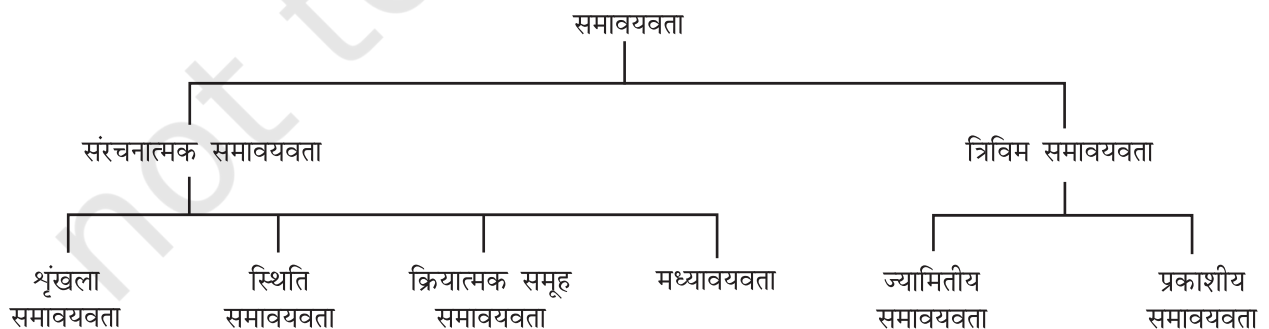 समावयवता
संरचनात्मक समावयवता
त्रिविम समावयवता
शृंखला
समावयवता
स्थिति
समावयवता
क्रियात्मक समूह
समावयवता
मध्यावयवता
ज्यामितीय
समावयवता
प्रकाशीय
समावयवता
not t